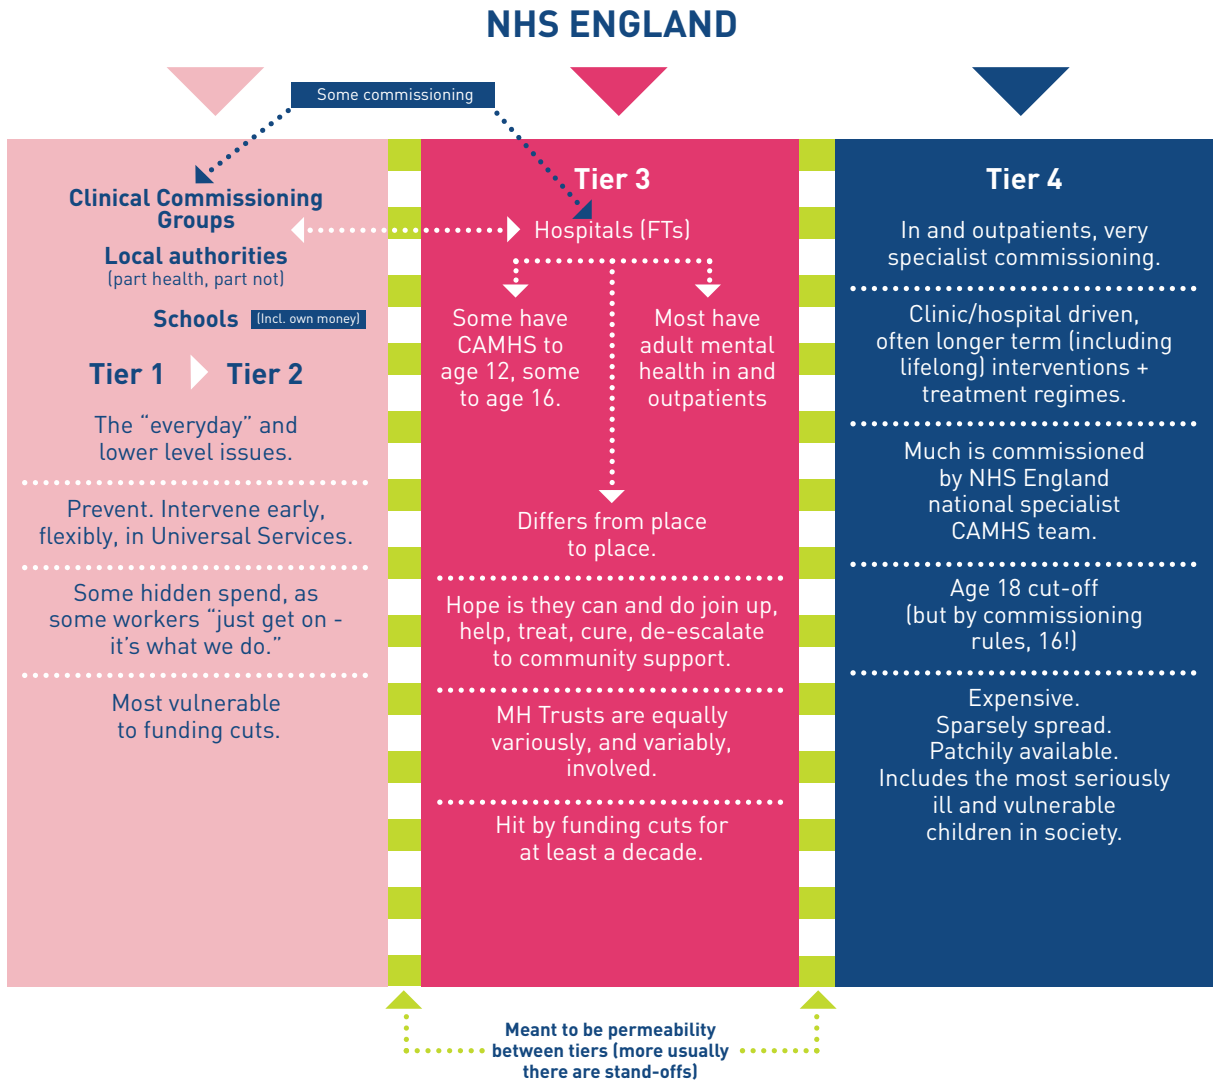 NHS ENGLAND
Some commissioning
Clinical Commissioning
Groups
Local authorities
(part health, part not)
Schools (Incl. own money)
Tier 1 Tier 2
The “everyday” and
lower level issues.
Prevent. Intervene early,
flexibly, in Universal Services.
Some hidden spend, as
some workers “just get on -
it’s what we do.”
Most vulnerable
to funding cuts.
Tier 3
Hospitals (FTs)
Some have
CAMHS to
age 12, some
to age 16.
Most have
adult mental
health in and
outpatients
Differs from place
to place.
Hope is they can and do join up,
help, treat, cure, de-escalate
to community support.
MH Trusts are equally
variously, and variably,
involved.
Hit by funding cuts for
at least a decade.
Tier 4
In and outpatients, very
specialist commissioning.
Clinic/hospital driven,
often longer term (including
lifelong) interventions +
treatment regimes.
Much is commissioned
by NHS England
national specialist
CAMHS team.
Age 18 cut-off
(but by commissioning
rules, 16!)
Expensive.
Sparsely spread.
Patchily available.
Includes the most seriously
ill and vulnerable
children in society.
Meant to be permeability
between tiers (more usually
there are stand-offs)